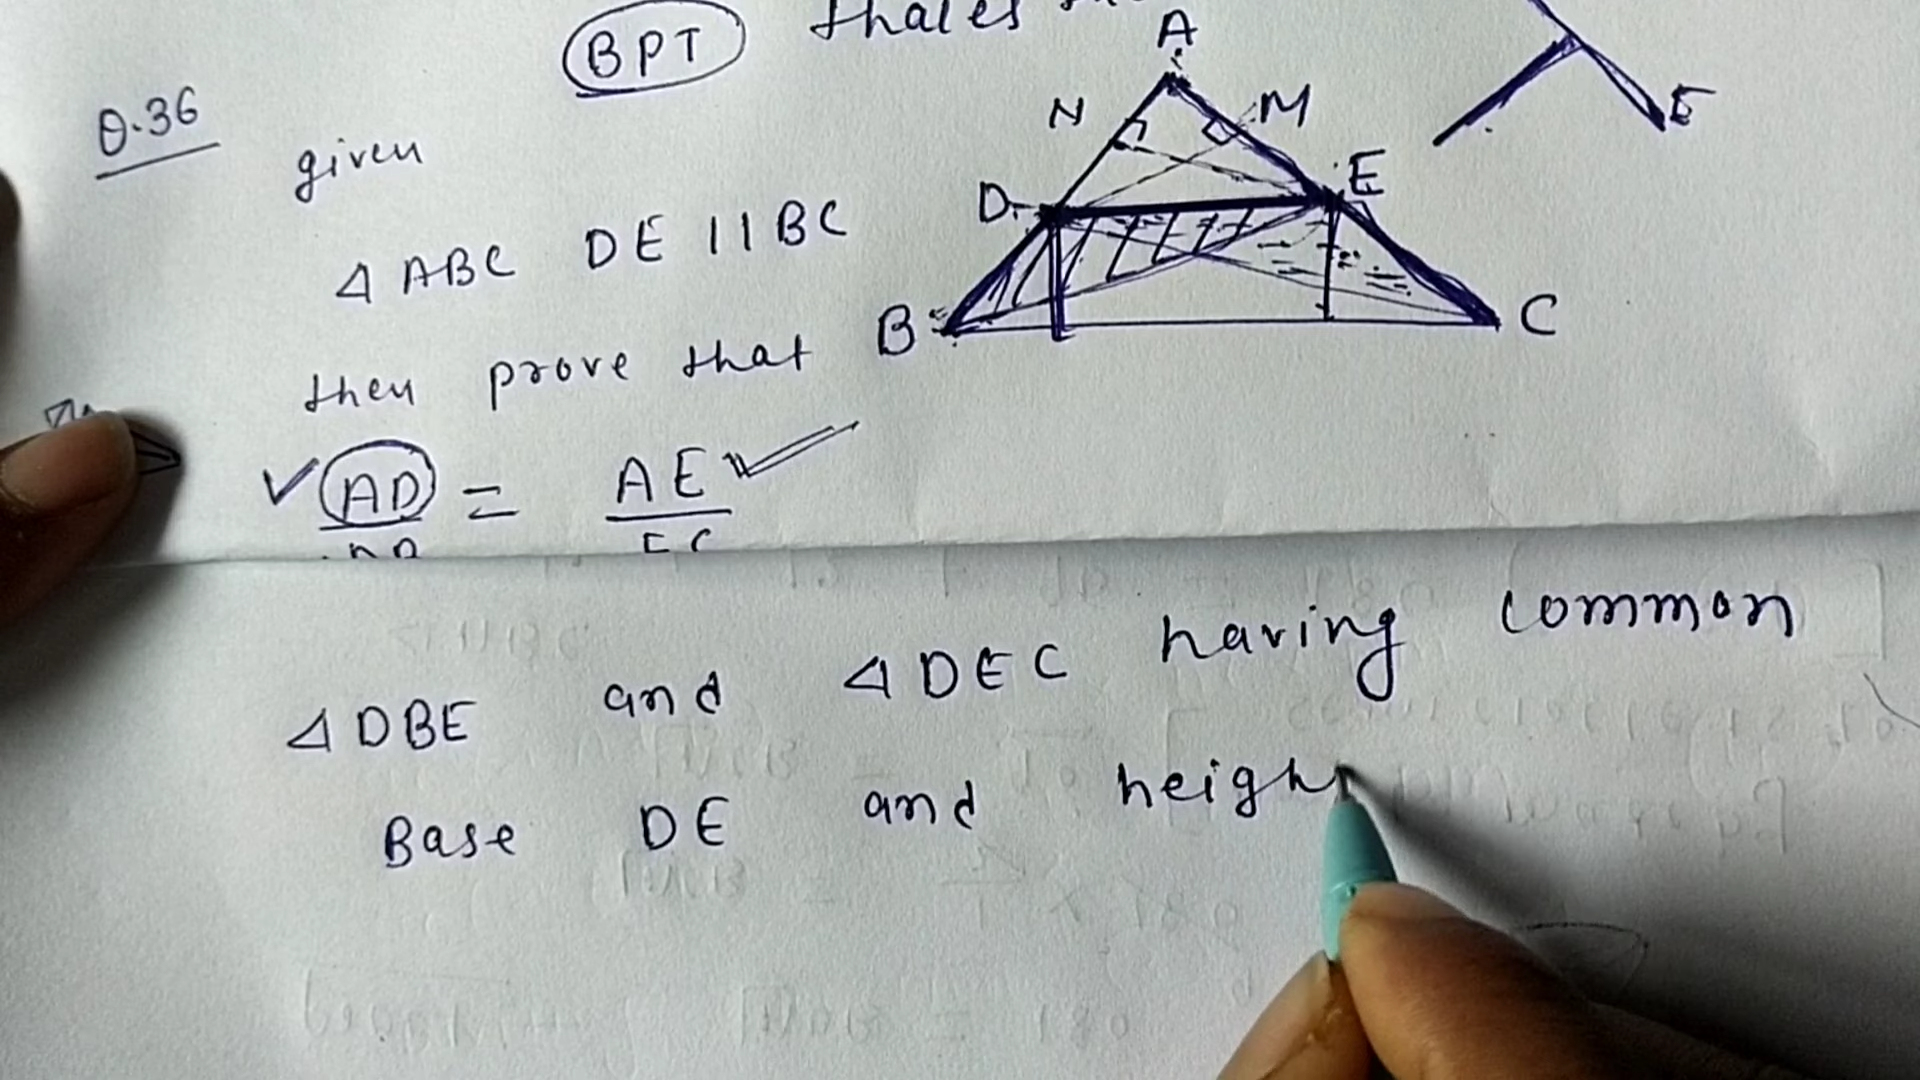 BPT thales
Q.36
given
△ ABC DE || BC
then prove that
AD = AE
EC
A
N
M
D
E
B
C
E
△ DBE and △ DEC having common
Base DE and heigh